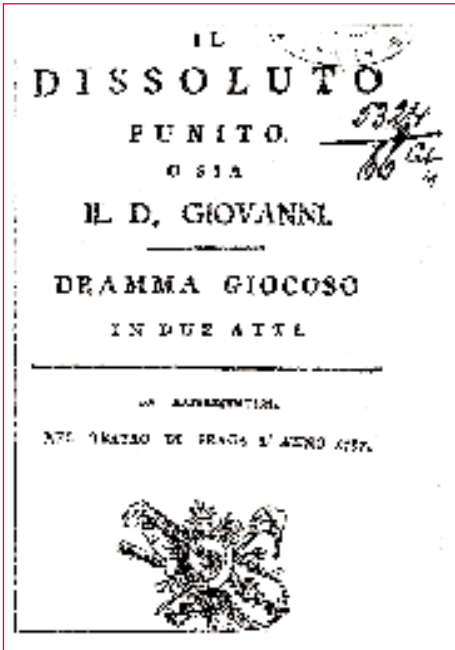 IL
DISSOLUTO
PUNITO.
O SIA
IL D. GIOVANNI.
DRAMMA GIOCOSO
IN DUE ATTI.
DA RAPPRESENTARSI
NEL TEATRO DI PRAGA L'ANNO 1787.